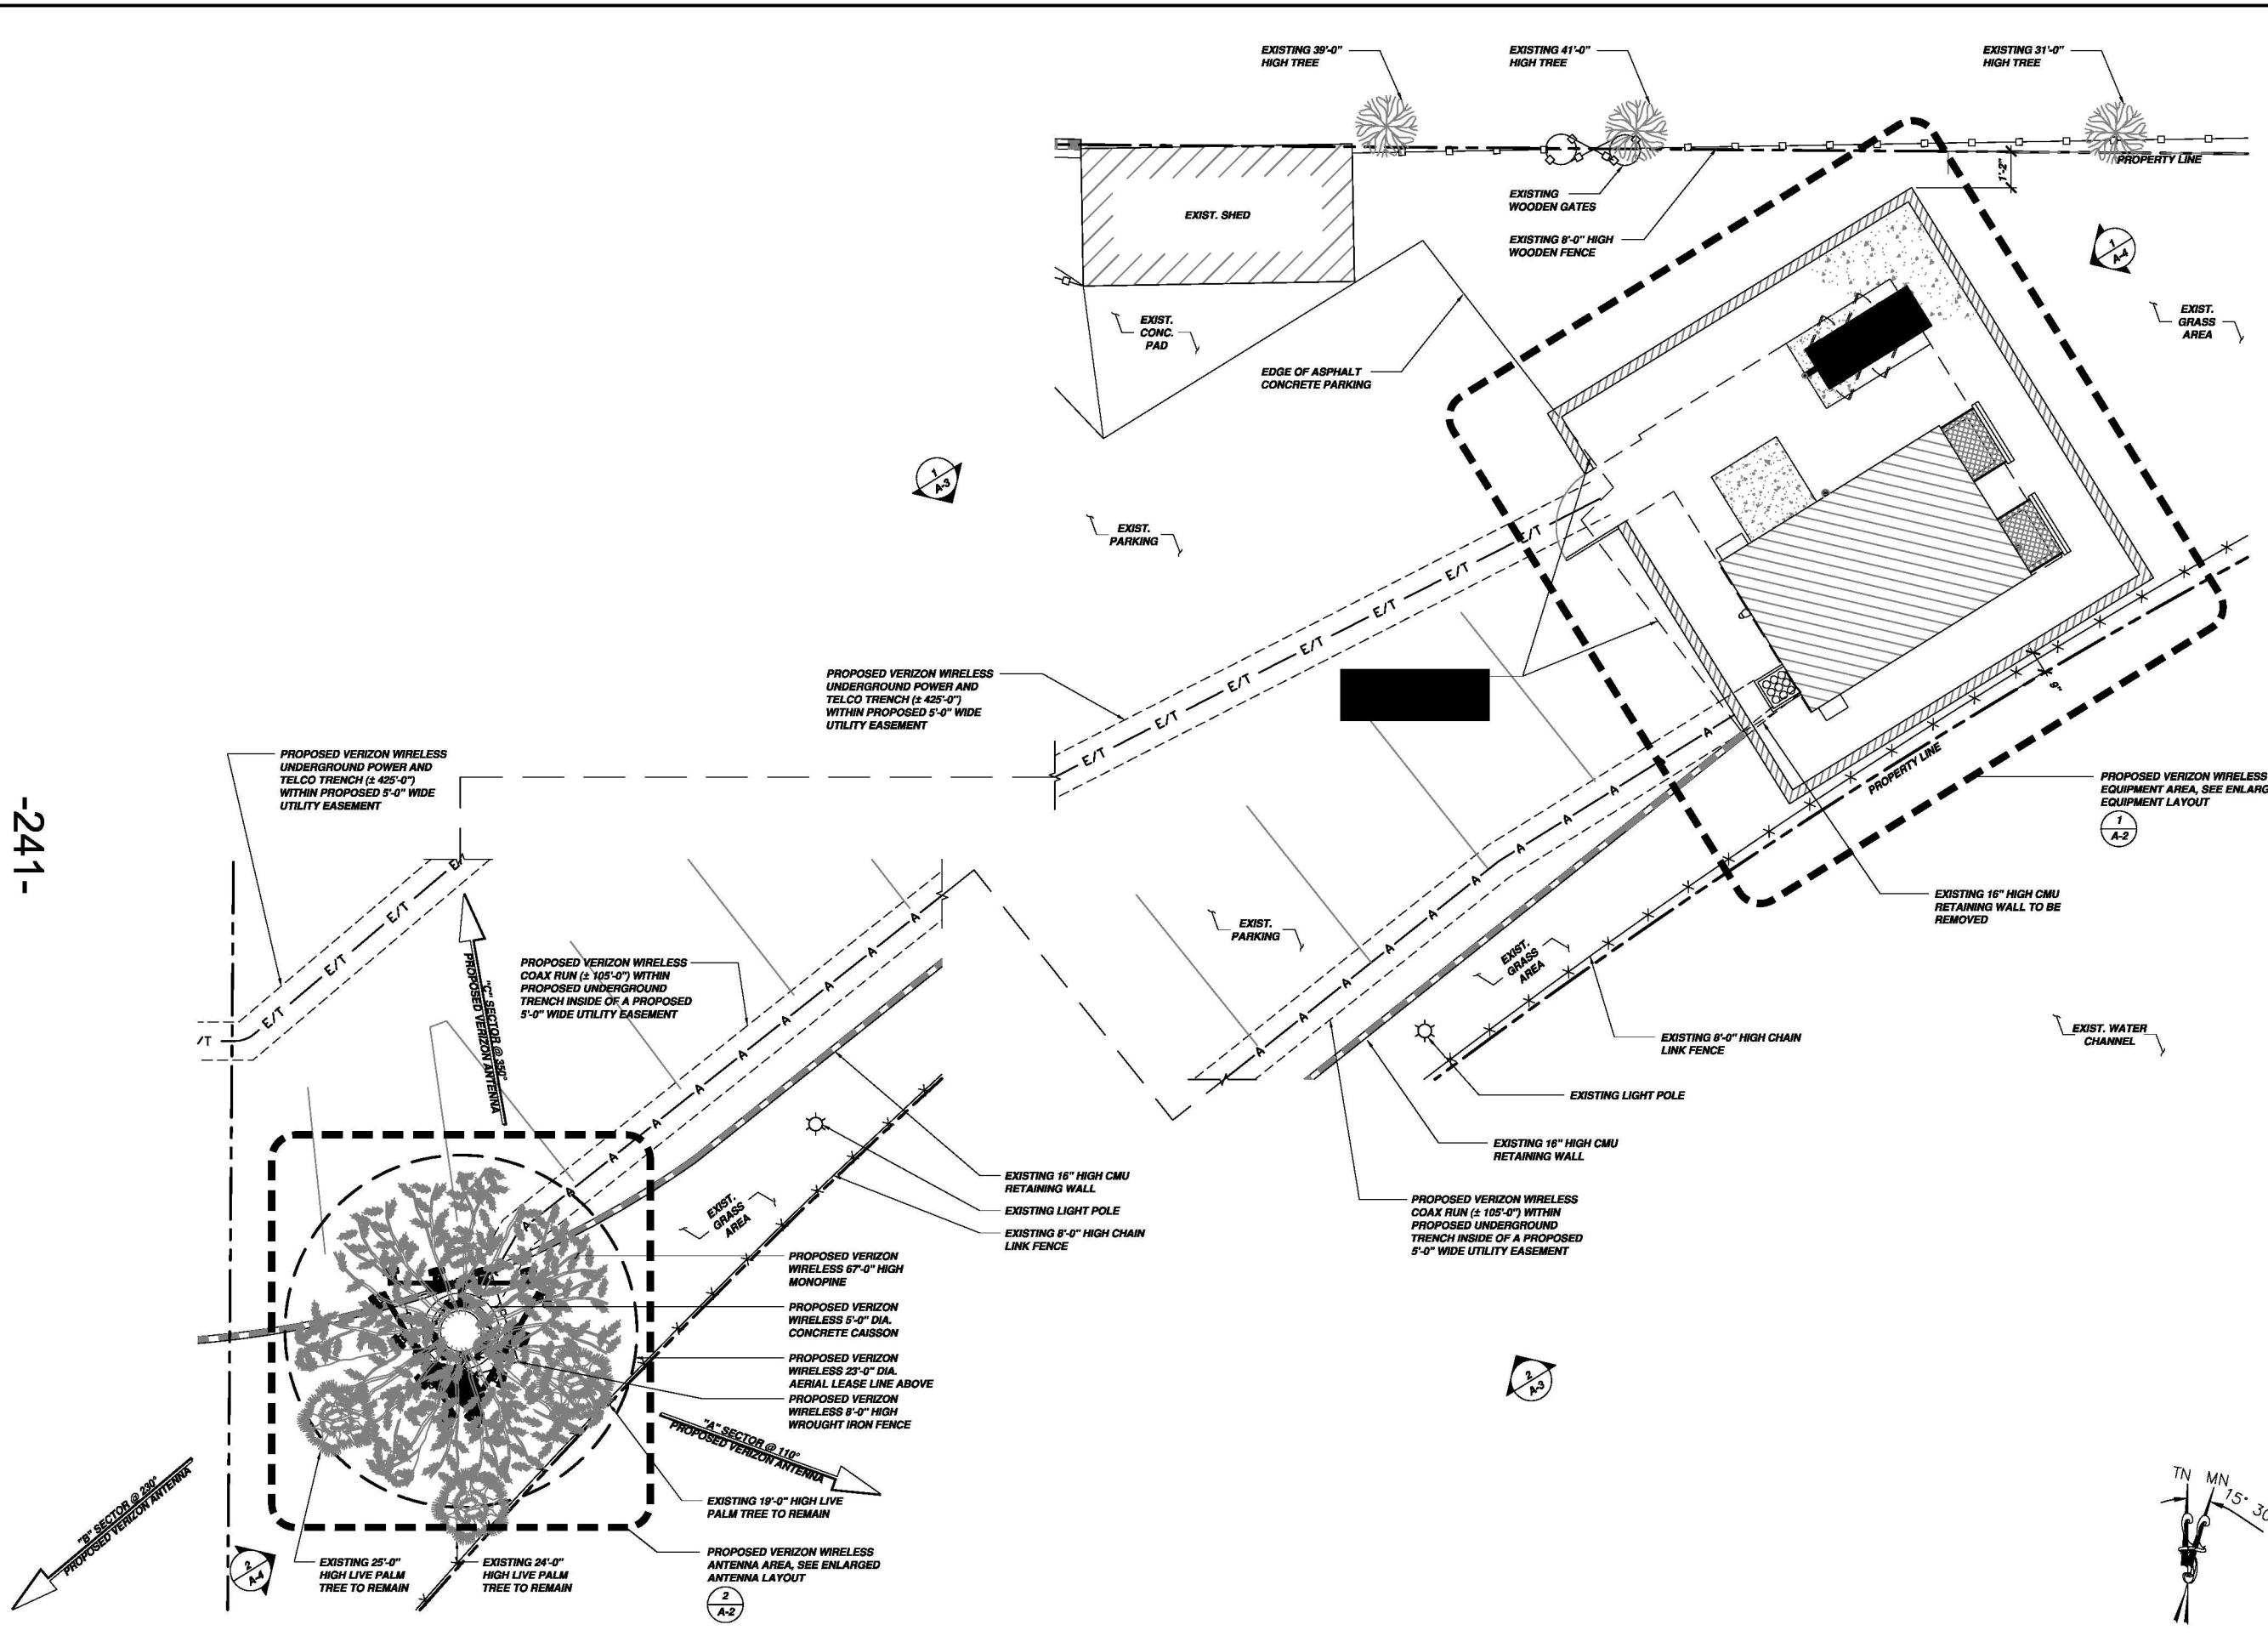 EXISTING 39'-0"
HIGH TREE
EXISTING 41'-0"
HIGH TREE
EXISTING 31'-0"
HIGH TREE
PROPERTY LINE
1'-2"
EXISTING
WOODEN GATES
EXIST. SHED
EXISTING 8'-0" HIGH
WOODEN FENCE
1
A-4
EXIST.
GRASS
AREA
EXIST.
CONC.
PAD
EDGE OF ASPHALT
CONCRETE PARKING
1
A-3
EXIST.
PARKING
E/T
E/T
E/T
E/T
E/T
E/T
E/T
E/T
PROPOSED VERIZON WIRELESS
UNDERGROUND POWER AND
TELCO TRENCH (± 425'-0")
WITHIN PROPOSED 5'-0" WIDE
UTILITY EASEMENT
9"
PROPERTY LINE
PROPOSED VERIZON WIRELESS
EQUIPMENT AREA, SEE ENLARG
EQUIPMENT LAYOUT
1
A-2
PROPOSED VERIZON WIRELESS
UNDERGROUND POWER AND
TELCO TRENCH (± 425'-0")
WITHIN PROPOSED 5'-0" WIDE
UTILITY EASEMENT
-241-
A
A
A
A
A
A
A
A
A
EXISTING 16" HIGH CMU
RETAINING WALL TO BE
REMOVED
E/
E/T
E/T
E/T
/T
EXIST.
PARKING
EXIST.
GRASS
AREA
PROPOSED VERIZON WIRELESS
COAX RUN (± 105'-0") WITHIN
PROPOSED UNDERGROUND
TRENCH INSIDE OF A PROPOSED
5'-0" WIDE UTILITY EASEMENT
"C" SECTOR @ 350°
PROPOSED VERIZON ANTENNA
A
A
A
A
A
A
A
A
A
A
EXISTING 8'-0" HIGH CHAIN
LINK FENCE
EXIST. WATER
CHANNEL
EXISTING LIGHT POLE
EXISTING 16" HIGH CMU
RETAINING WALL
EXISTING 16" HIGH CMU
RETAINING WALL
EXISTING LIGHT POLE
EXISTING 8'-0" HIGH CHAIN
LINK FENCE
PROPOSED VERIZON WIRELESS
COAX RUN (± 105'-0") WITHIN
PROPOSED UNDERGROUND
TRENCH INSIDE OF A PROPOSED
5'-0" WIDE UTILITY EASEMENT
EXIST.
GRASS
AREA
PROPOSED VERIZON
WIRELESS 67'-0" HIGH
MONOPINE
PROPOSED VERIZON
WIRELESS 5'-0" DIA.
CONCRETE CAISSON
PROPOSED VERIZON
WIRELESS 23'-0" DIA.
AERIAL LEASE LINE ABOVE
PROPOSED VERIZON
WIRELESS 8'-0" HIGH
WROUGHT IRON FENCE
2
A-3
"A" SECTOR @ 110°
PROPOSED VERIZON ANTENNA
"B" SECTOR @ 230°
PROPOSED VERIZON ANTENNA
EXISTING 19'-0" HIGH LIVE
PALM TREE TO REMAIN
2
A-4
EXISTING 25'-0"
HIGH LIVE PALM
TREE TO REMAIN
EXISTING 24'-0"
HIGH LIVE PALM
TREE TO REMAIN
PROPOSED VERIZON WIRELESS
ANTENNA AREA, SEE ENLARGED
ANTENNA LAYOUT
2
A-2
TN MN
15° 30